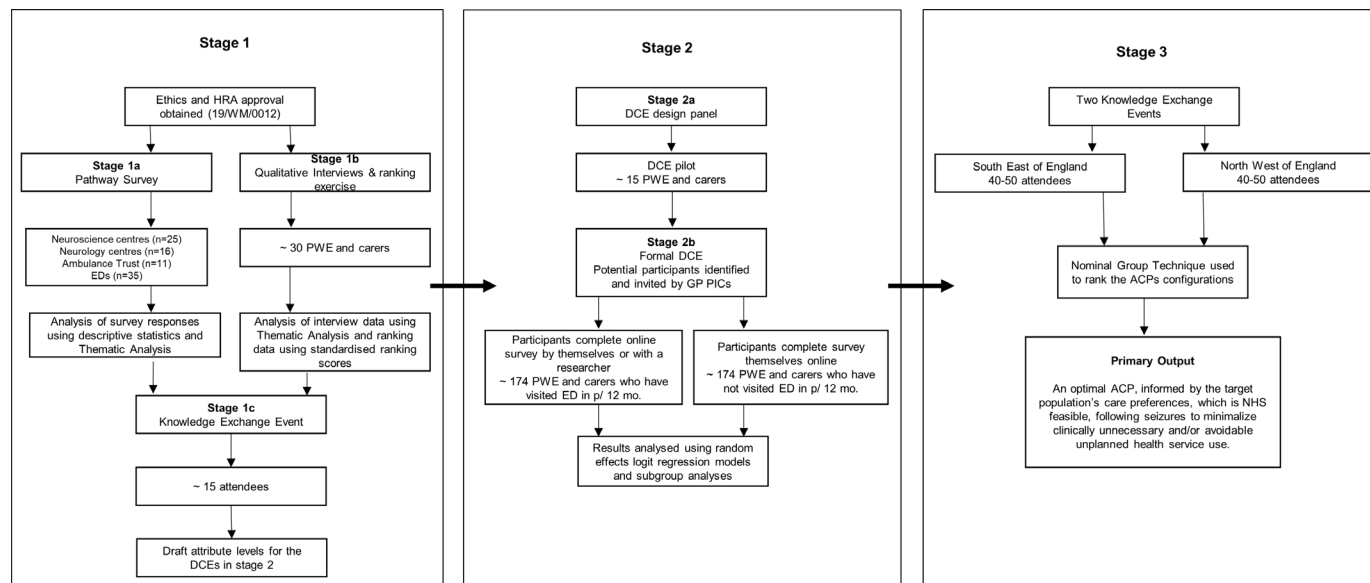 Stage 1
Ethics and HRA approval
obtained (19/WM/0012)
Stage 1a
Pathway Survey
Stage 1b
Qualitative Interviews & ranking
exercise
Neuroscience centres (n=25)
Neurology centres (n=16)
Ambulance Trust (n=11)
EDs (n=35)
~ 30 PWE and carers
Analysis of survey responses
using descriptive statistics and
Thematic Analysis
Analysis of interview data using
Thematic Analysis and ranking
data using standardised ranking
scores
Stage 1c
Knowledge Exchange Event
~ 15 attendees
Draft attribute levels for the
DCEs in stage 2
Stage 2
Stage 2a
DCE design panel
DCE pilot
~ 15 PWE and carers
Stage 2b
Formal DCE
Potential participants identified
and invited by GP PICs
Participants complete online
survey by themselves or with a
researcher
~ 174 PWE and carers who have
visited ED in p/ 12 mo.
Participants complete survey
themselves online
~ 174 PWE and carers who have
not visited ED in p/ 12 mo.
Results analysed using random
effects logit regression models
and subgroup analyses
Stage 3
Two Knowledge Exchange
Events
South East of England
40-50 attendees
North West of England
40-50 attendees
Nominal Group Technique used
to rank the ACPs configurations
Primary Output
An optimal ACP, informed by the target
population's care preferences, which is NHS
feasible, following seizures to minimalize
clinically unnecessary and/or avoidable
unplanned health service use.